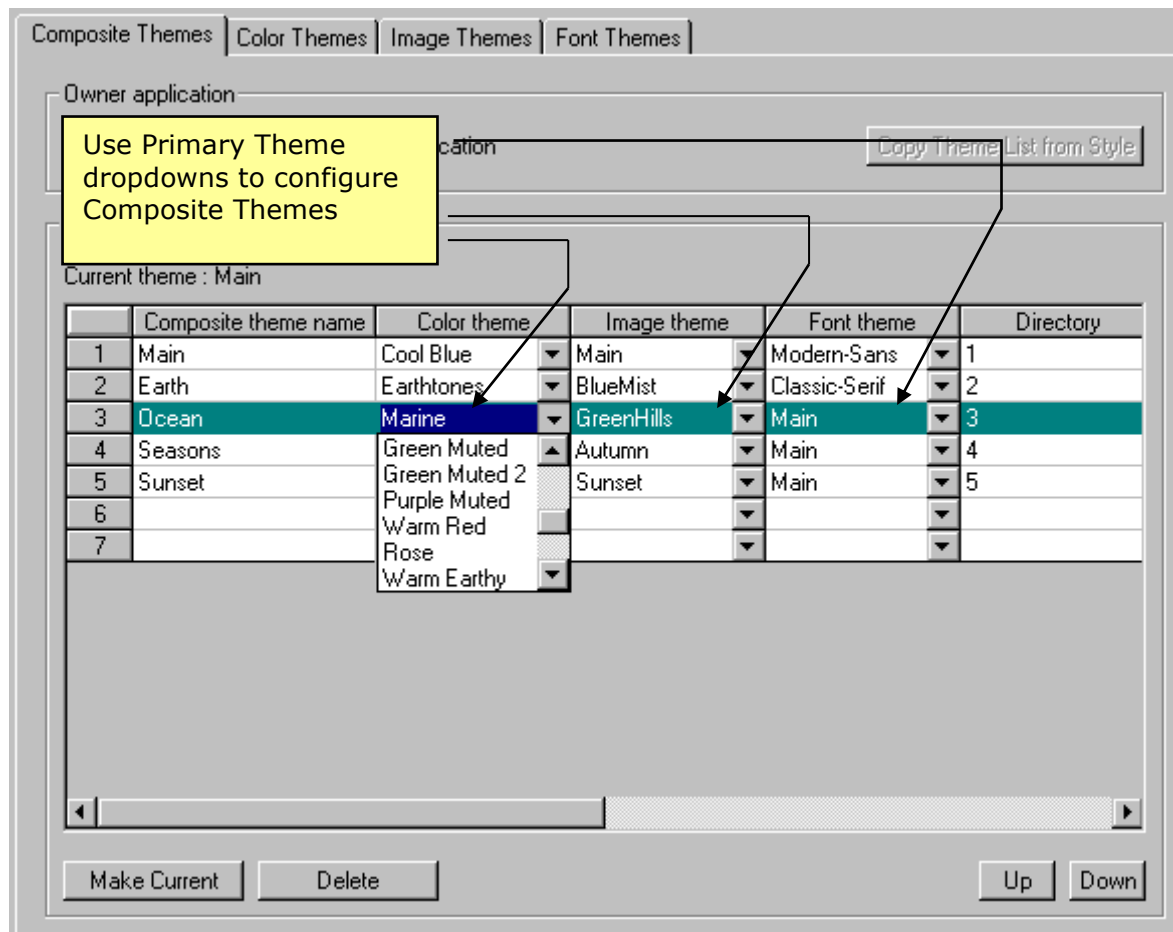 Composite Themes Color Themes Image Themes Font Themes
Owner application
Use Primary Theme
dropdowns to configure
Composite Themes
cation Copy Theme List from Style
Current theme : Main
Composite theme name Color theme Image theme Font theme Directory
1 Main Cool Blue Main Modern-Sans 1
2 Earth Earthtones BlueMist Classic-Serif 2
3 Ocean Marine GreenHills Main 3
4 Seasons Green Muted Autumn Main 4
5 Sunset Green Muted 2 Sunset Main 5
Purple Muted
6 Warm Red
7 Rose
Warm Earthy
Make Current Delete Up Down